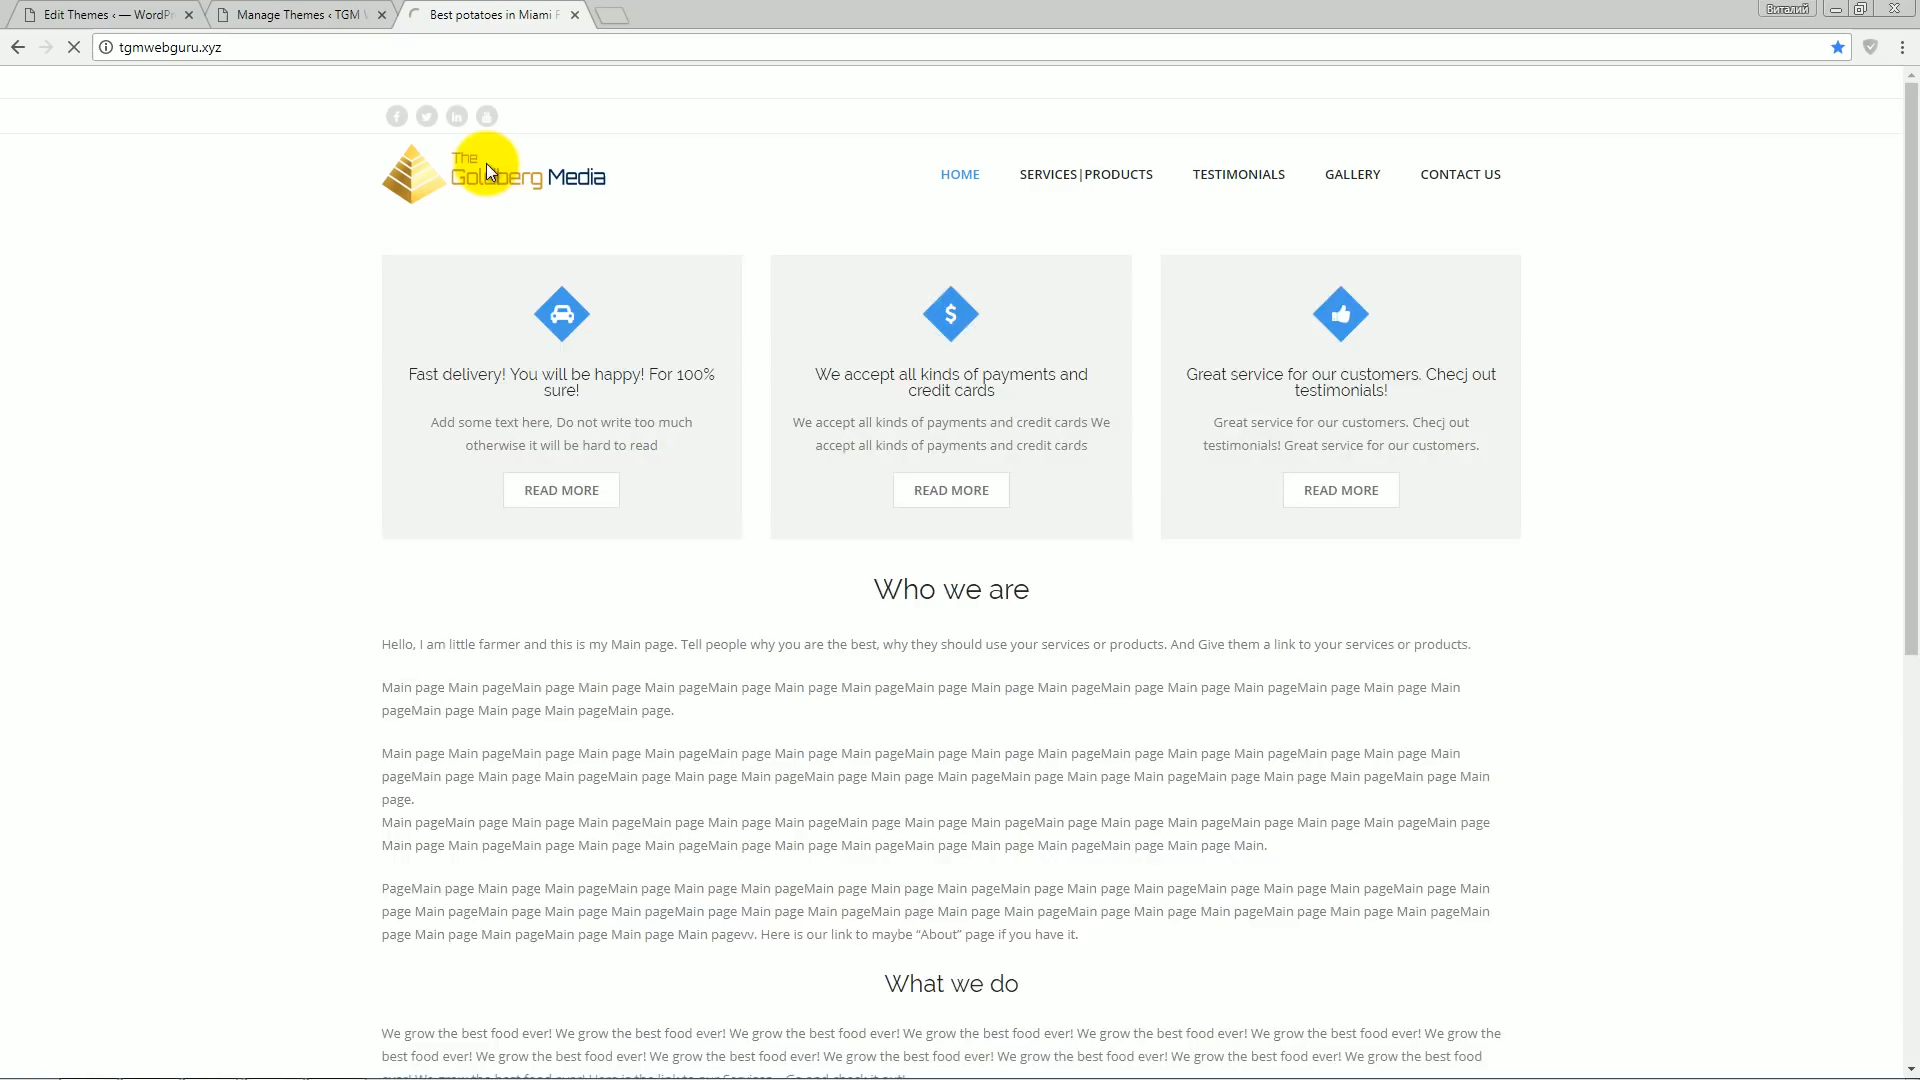 Edit Themes ‹ — WordPr
Manage Themes ‹ TGM
Best potatoes in Miami F
Виталий
tgmwebguru.xyz
The
Goldberg Media
HOME
SERVICES|PRODUCTS
TESTIMONIALS
GALLERY
CONTACT US
Fast delivery! You will be happy! For 100%
sure!
Add some text here, Do not write too much
otherwise it will be hard to read
READ MORE
We accept all kinds of payments and
credit cards
We accept all kinds of payments and credit cards We
accept all kinds of payments and credit cards
READ MORE
Great service for our customers. Checj out
testimonials!
Great service for our customers. Checj out
testimonials! Great service for our customers.
READ MORE
Who we are
Hello, I am little farmer and this is my Main page. Tell people why you are the best, why they should use your services or products. And Give them a link to your services or products.
Main page Main pageMain page Main page Main pageMain page Main page Main pageMain page Main page Main pageMain page Main page Main pageMain page Main page Main
pageMain page Main page Main pageMain page.
Main page Main pageMain page Main page Main pageMain page Main page Main pageMain page Main page Main pageMain page Main page Main pageMain page Main page Main
pageMain page Main page Main pageMain page Main page Main pageMain page Main page Main pageMain page Main page Main pageMain page Main page Main pageMain page Main
page.
Main pageMain page Main page Main pageMain page Main page Main pageMain page Main page Main pageMain page Main page Main pageMain page Main page Main pageMain page
Main page Main pageMain page Main page Main pageMain page Main page Main pageMain page Main page Main pageMain page Main page Main.
PageMain page Main page Main pageMain page Main page Main pageMain page Main page Main pageMain page Main page Main pageMain page Main page Main pageMain page Main
page Main pageMain page Main page Main pageMain page Main page Main pageMain page Main page Main pageMain page Main page Main pageMain page Main page Main pageMain
page Main page Main pageMain page Main page Main pagevv. Here is our link to maybe “About” page if you have it.
What we do
We grow the best food ever! We grow the best food ever! We grow the best food ever! We grow the best food ever! We grow the best food ever! We grow the best food ever! We grow the
best food ever! We grow the best food ever! We grow the best food ever! We grow the best food ever! We grow the best food ever! We grow the best food ever! We grow the best food